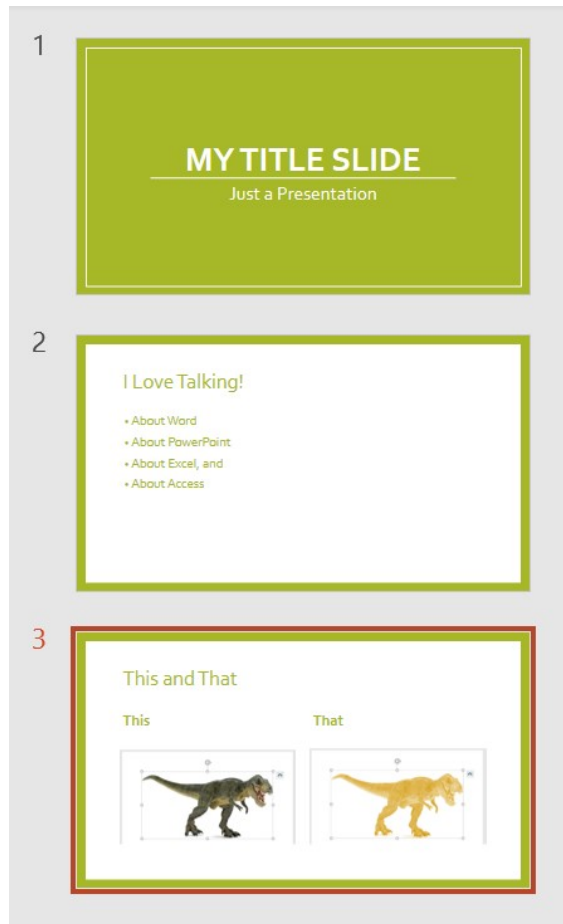 1
MY TITLE SLIDE
Just a Presentation
2
I Love Talking!
• About Word
• About PowerPoint
• About Excel, and
• About Access
3
This and That
This That